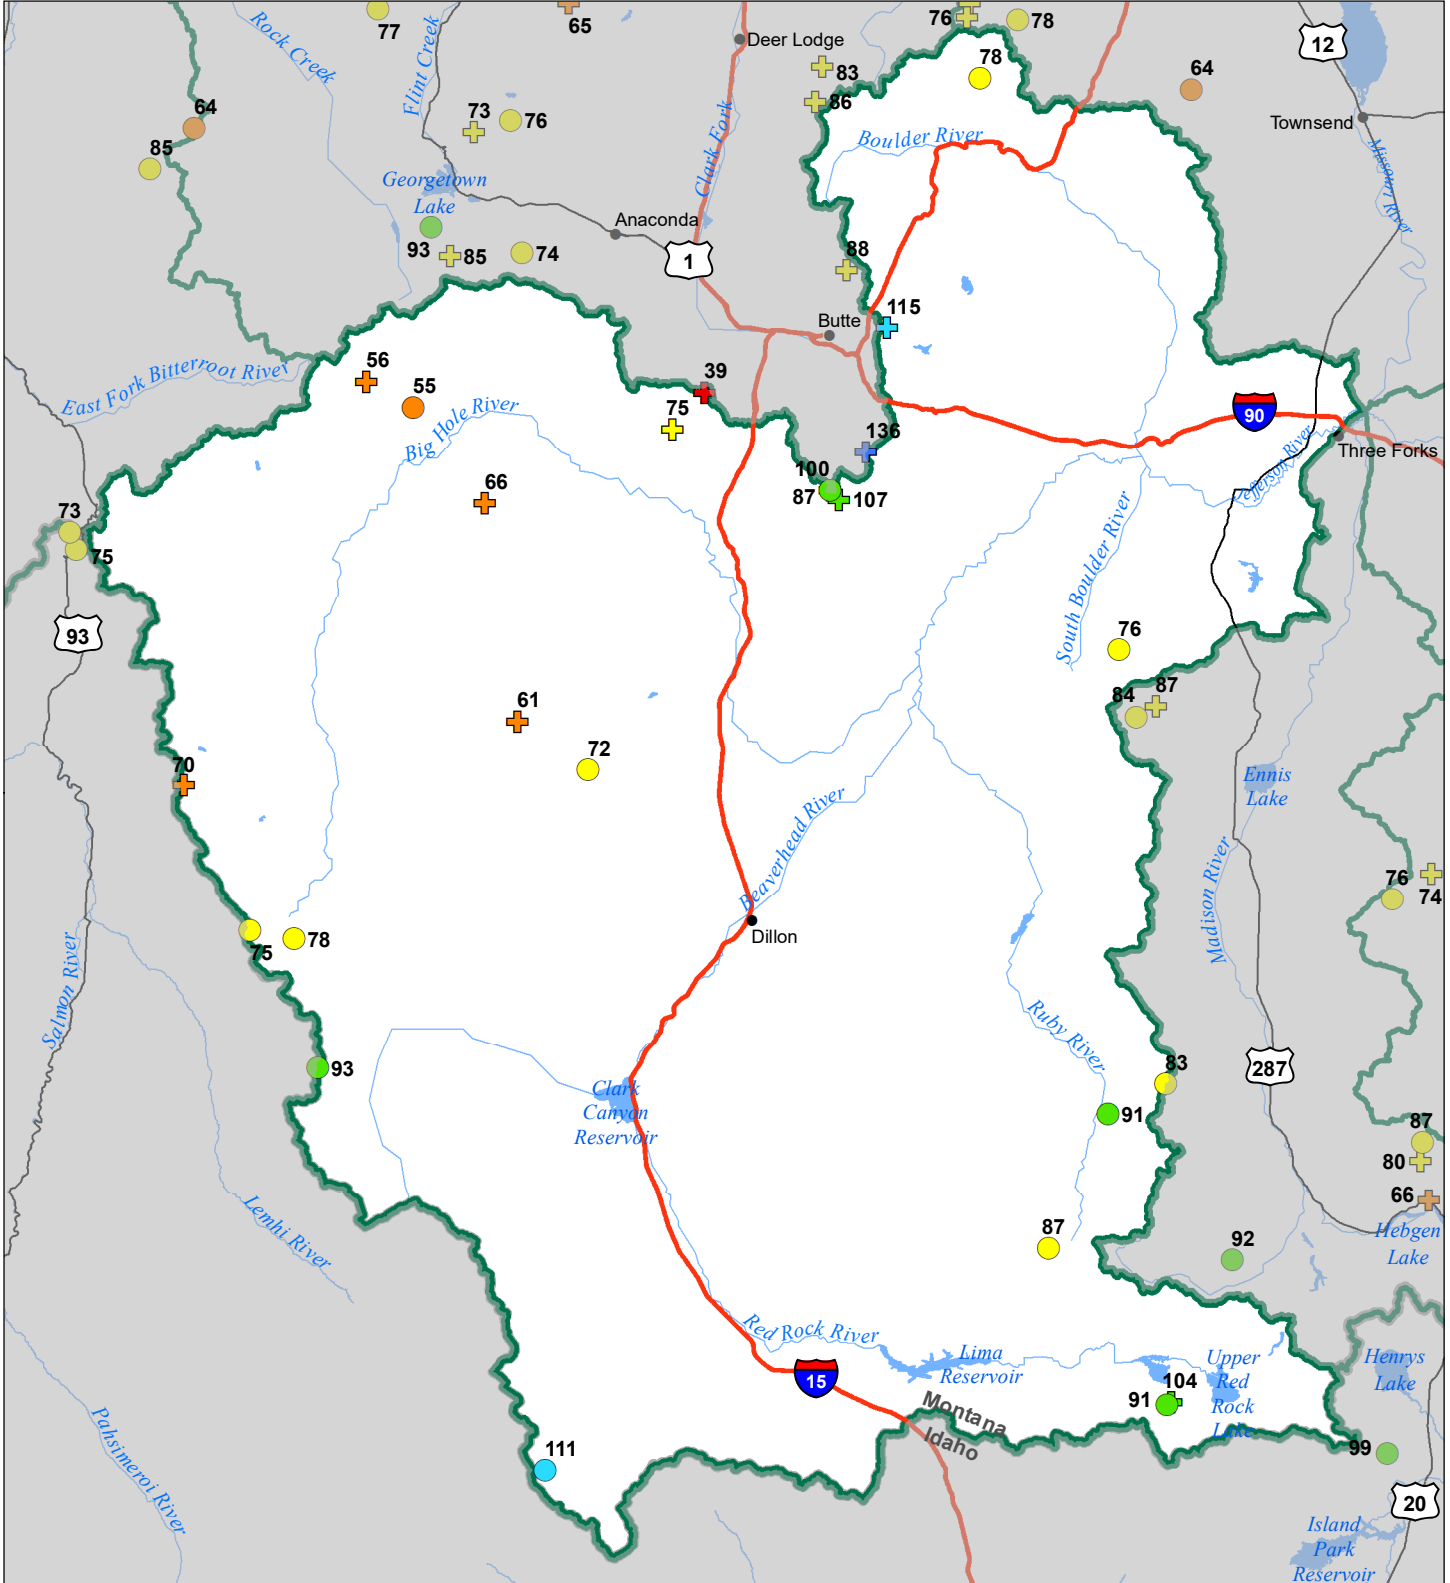 77
65
76
78
12
Rock Creek
Flint Creek
Deer Lodge
83
78
64
86
64
73
76
Boulder River
Townsend
85
Clark Fork
Missouri River
Georgetown
Lake
Anaconda
93
85
74
1
88
115
Butte
56
55
39
East Fork Bitterroot River
Big Hole River
75
90
136
Three Forks
100
87
107
66
Jefferson River
73
75
South Boulder River
93
76
84
87
61
72
70
Ennis
Lake
Beaverhead River
Madison River
76
74
Dillon
75
78
Salmon River
Ruby River
93
83
287
Clark
Canyon
Reservoir
91
87
80
66
Lemhi River
87
92
Hebgen
Lake
Red Rock River
Lima
Reservoir
Upper
Red
Rock
Lake
Henrys
Lake
15
104
91
Montana
Idaho
Pahsimeroi River
111
99
20
Island
Park
Reservoir